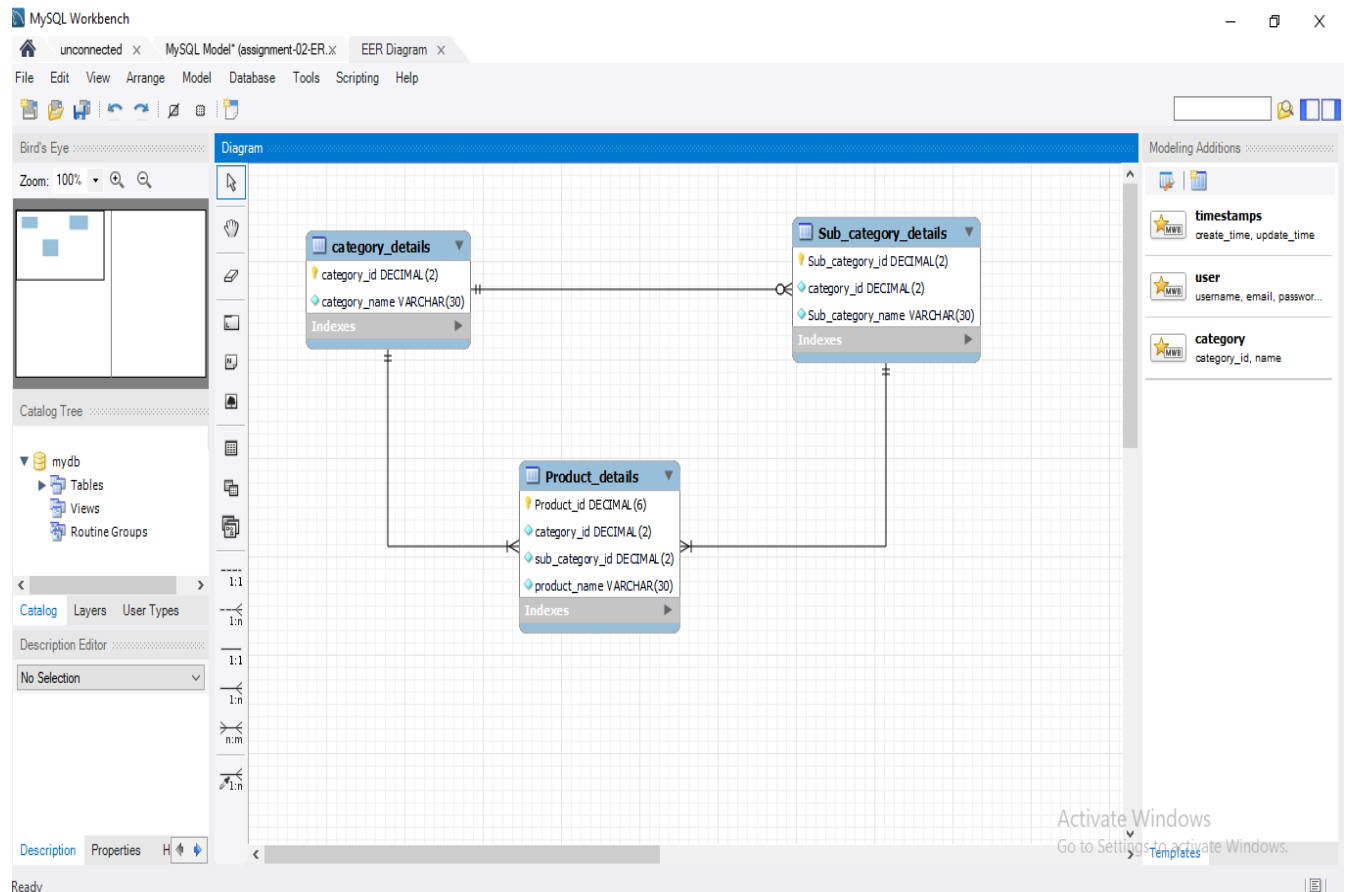 MySQL Workbench
unconnected
MySQL Model* (assignment-02-ER.
EER Diagram
File Edit View Arrange Model Database Tools Scripting Help
Bird's Eye
Zoom: 100%
Diagram
Modeling Additions
timestamps
create_time, update_time
user
username, email, passwor...
category
category_id, name
category_details
category_id DECIMAL(2)
category_name VARCHAR(30)
Indexes
Sub_category_details
Sub_category_id DECIMAL(2)
category_id DECIMAL(2)
Sub_category_name VARCHAR(30)
Indexes
Product_details
Product_id DECIMAL(6)
category_id DECIMAL(2)
sub_category_id DECIMAL(2)
product_name VARCHAR(30)
Indexes
Catalog Tree
mydb
Tables
Views
Routine Groups
Catalog Layers User Types
Description Editor
No Selection
1:1
1:n
1:1
1:n
n:m
1:n
Description Properties H
Activate Windows
Go to Settings to activate Windows.
Templates
Ready